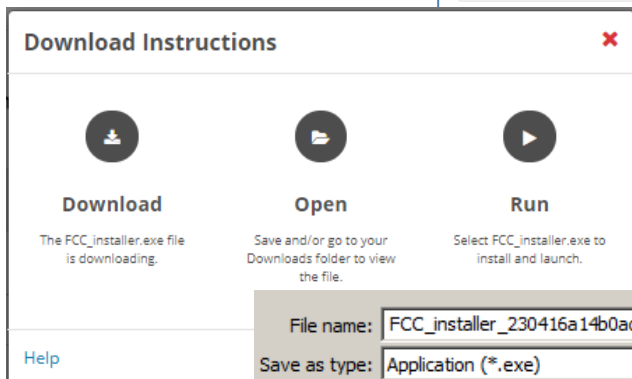 Download Instructions
Download
Open
Run
The FCC_installer.exe file
is downloading.
Save and/or go to your
Downloads folder to view
the file.
Select FCC_installer.exe to
install and launch.
File name: FCC_installer_230416a14b0a
Help
Save as type: Application (*.exe)